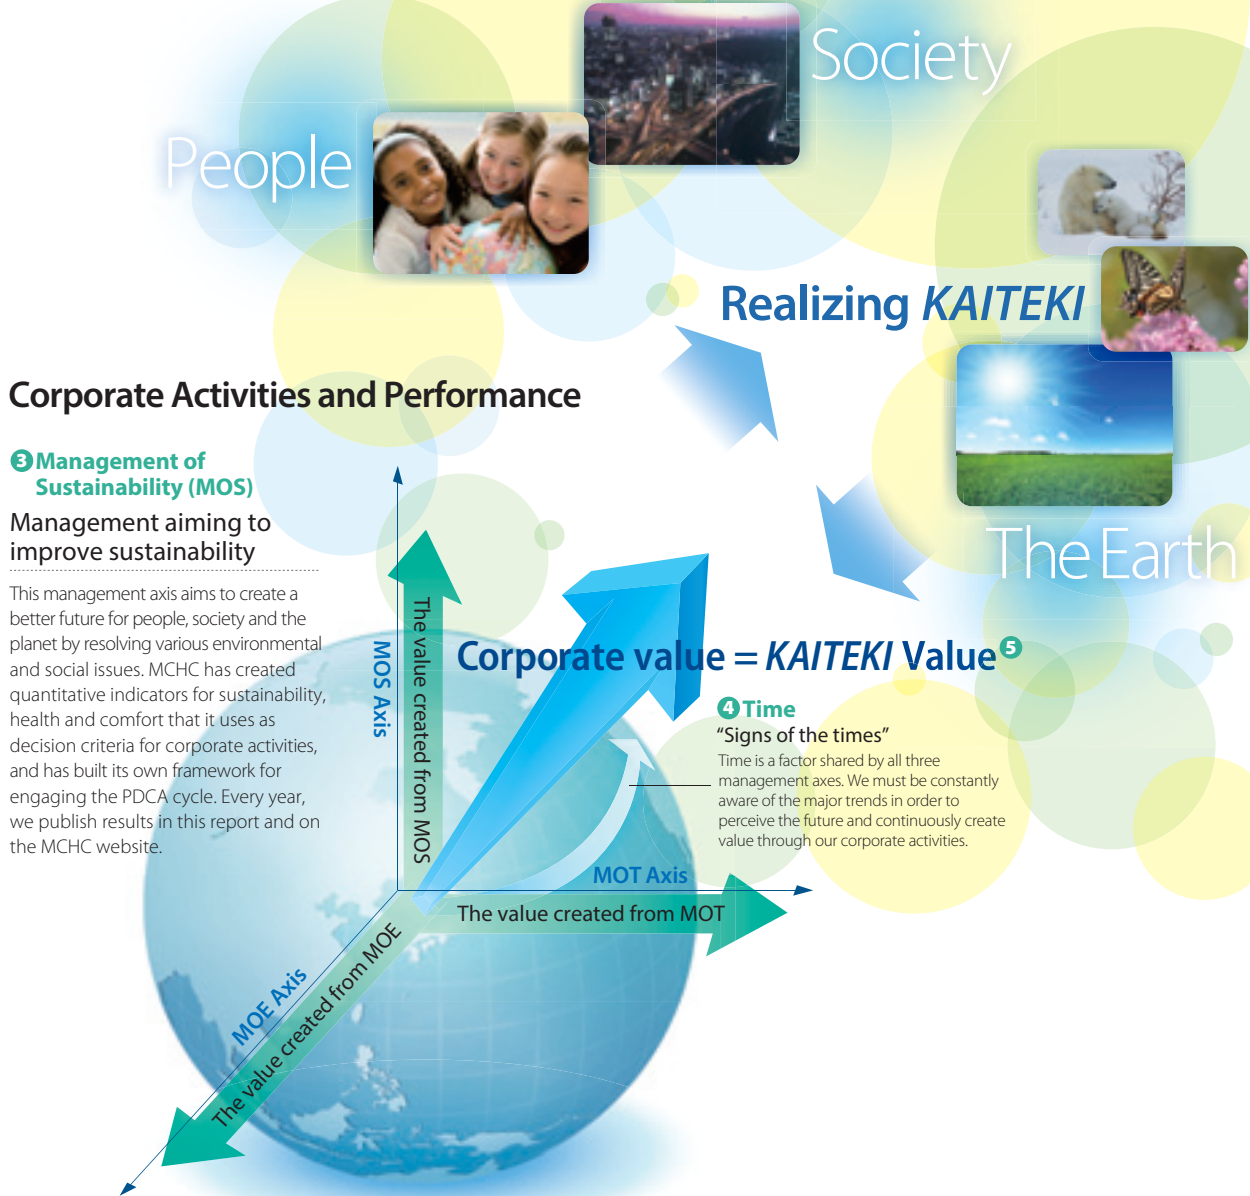 Society
People
Realizing KAITEKI
The Earth
Corporate Activities and Performance
❸Management of
Sustainability (MOS)
Management aiming to
improve sustainability
This management axis aims to create a
better future for people, society and the
planet by resolving various environmental
and social issues. MCHC has created
quantitative indicators for sustainability,
health and comfort that it uses as
decision criteria for corporate activities,
and has built its own framework for
engaging the PDCA cycle. Every year,
we publish results in this report and on
the MCHC website.
MOS Axis
The value created from MOS
Corporate value = KAITEKI Value❺
❹Time
“Signs of the times”
Time is a factor shared by all three
management axes. We must be constantly
aware of the major trends in order to
perceive the future and continuously create
value through our corporate activities.
MOT Axis
The value created from MOT
MOE Axis
The value created from MOE